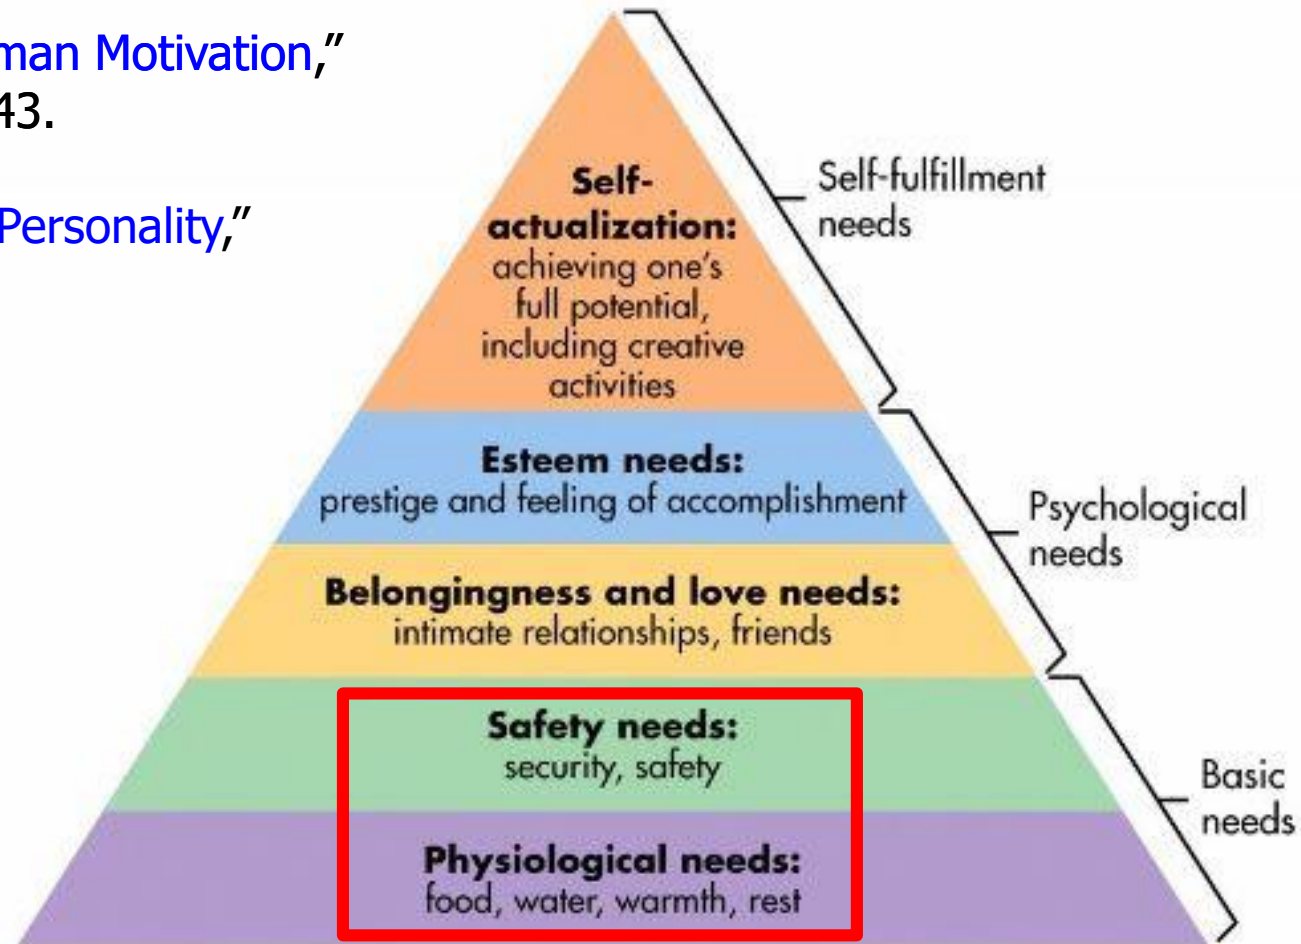 man Motivation,”
43.
Personality,”
Self-
actualization:
achieving one’s
full potential,
including creative
activities
Self-fulfillment
needs
Esteem needs:
prestige and feeling of accomplishment
Belongingness and love needs:
intimate relationships, friends
Psychological
needs
Safety needs:
security, safety
Physiological needs:
food, water, warmth, rest
Basic
needs